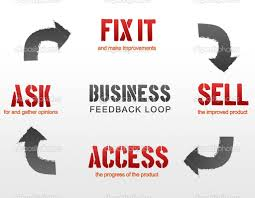 FIX IT
and make improvements
ASK
for and gather opinions
BUSINESS
FEEDBACK LOOP
SELL
the improved product
ACCESS
the progress of the product